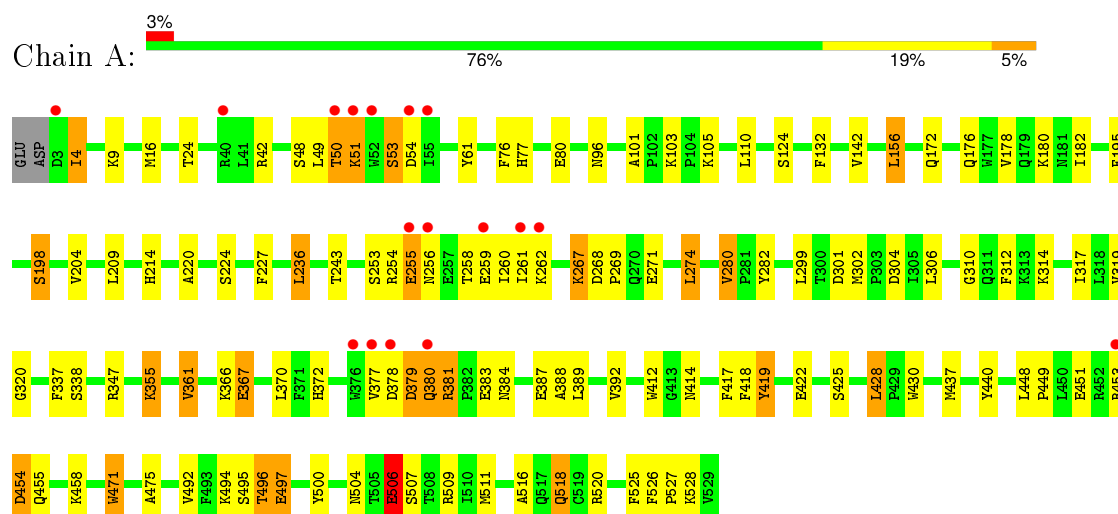 3%
Chain A:
76%
19%
5%
GLU ASP D3 I4 K9 M16 T24 R40 L41 R42 S48 L49 T50 K51 W52 S53 D54 I55 Y61 F76 H77 E80 N96 A101 P102 K103 P104 K105 L110 S124 F132 V142 L156 Q172 Q176 W177 V178 Q179 K180 N181 I182
S198 V204 L209 H214 A220 S224 F227 L236 T243 S253 R254 E255 N256 E257 T258 E259 I260 I261 K262 K267 D268 P269 Q270 E271 L274 V280 P281 Y282 L299 T300 D301 M302 P303 D304 I305 L306 G310 Q311 F312 K313 K314 I317 L318
G320 F337 S338 R347 K355 V361 K366 E367 L370 F371 H372 W376 V377 D378 D379 Q380 R381 P382 E383 N384 E387 A388 L389 V392 W412 G413 N414 F417 F418 Y419 E422 S425 L428 P429 W430 M437 Y440 L448 P449 L450 E451 R452
D454 Q455 K458 W471 A475 V492 F493 K494 S495 T496 E497 Y500 N504 T505 E506 S507 T508 R509 I510 M511 A516 Q517 Q518 C519 R520 F525 F526 P527 K528 V529